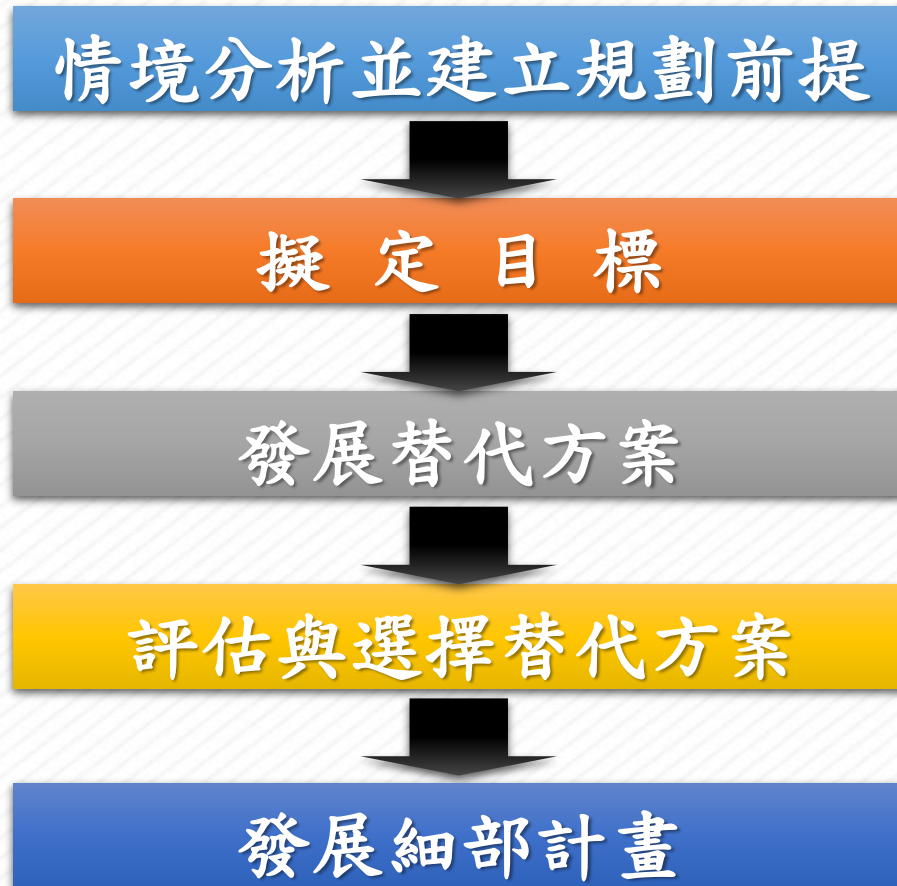 情境分析並建立規劃前提
擬定目標
發展替代方案
評估與選擇替代方案
發展細部計畫